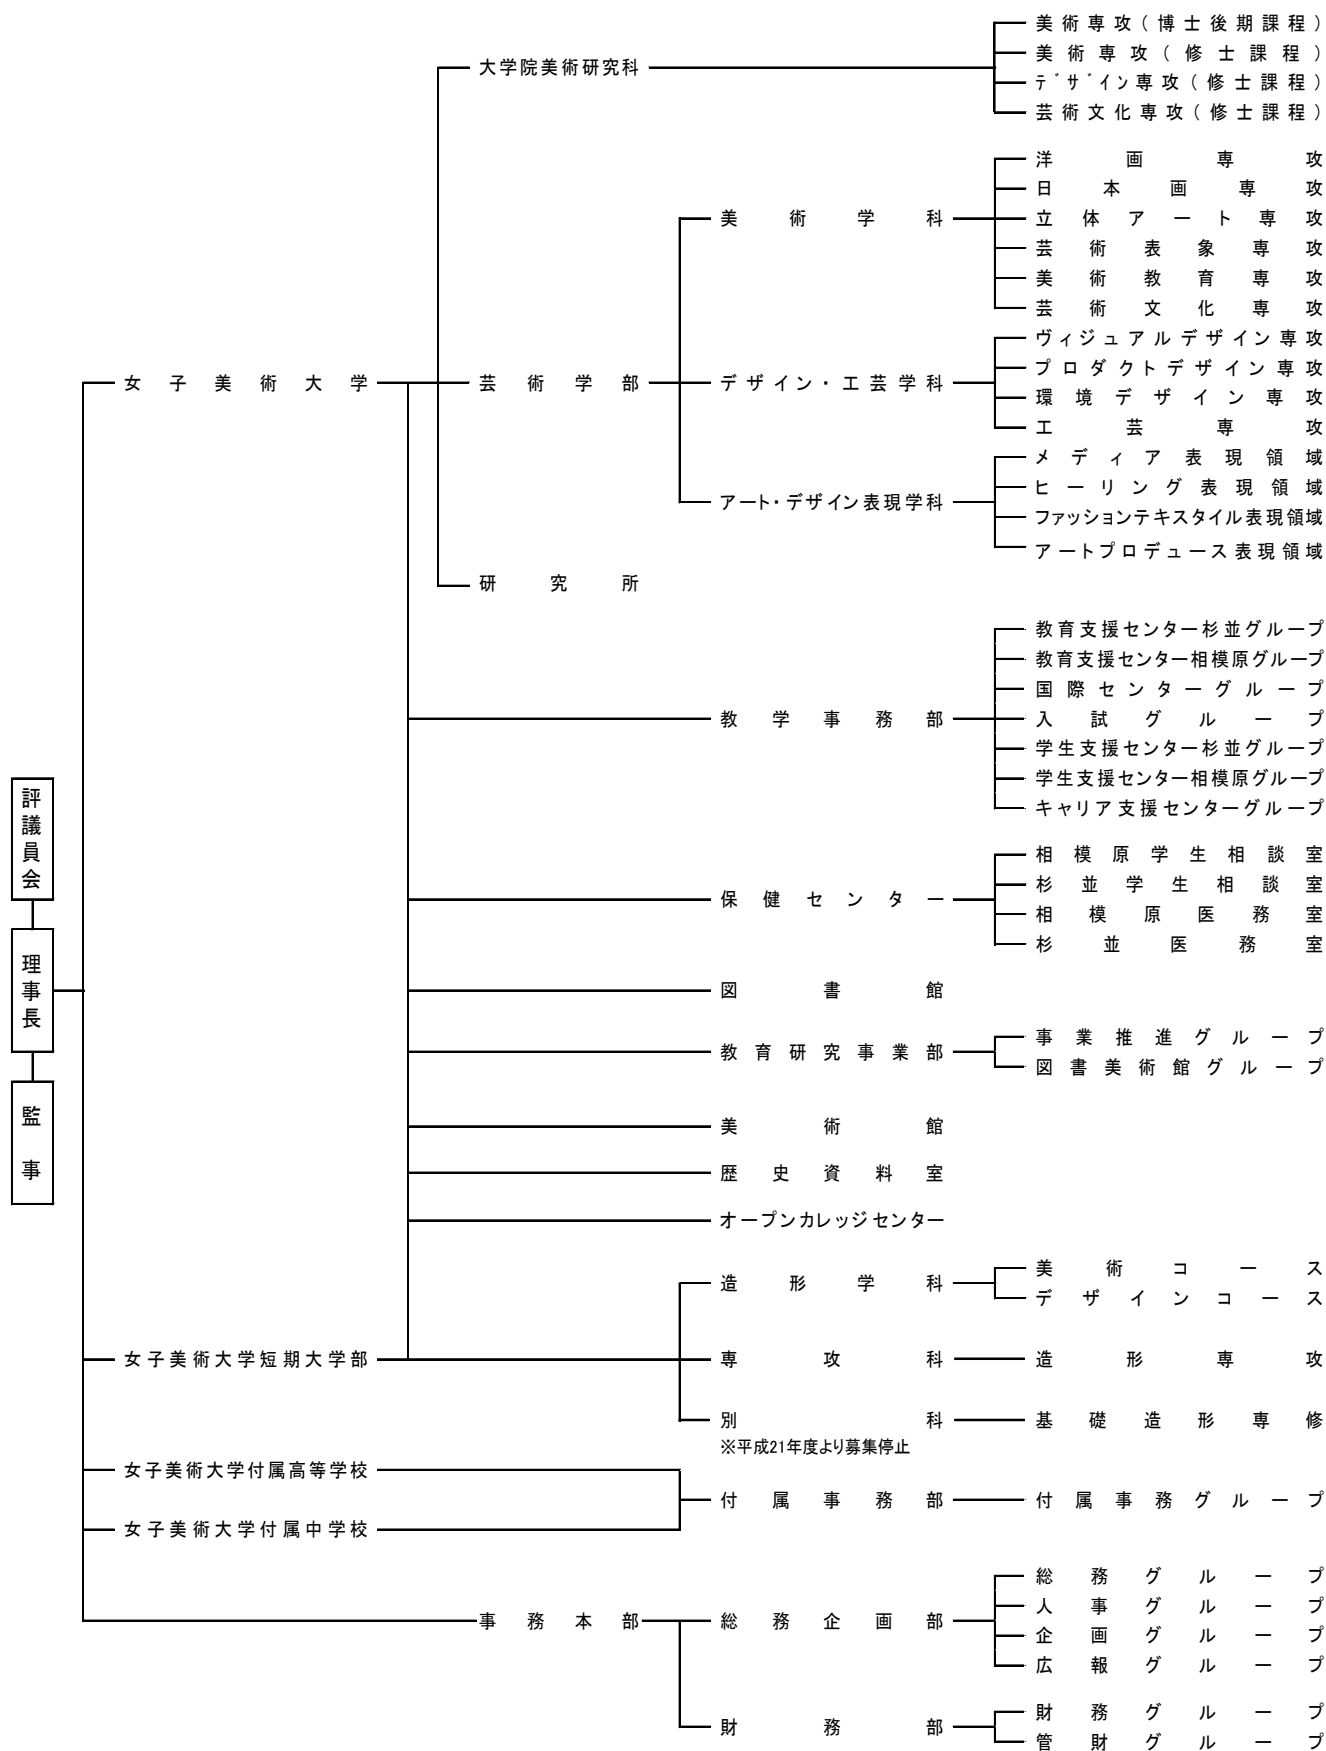 美術専攻(博士後期課程)
大学院美術研究科
美術専攻(修士課程)
デザイン専攻(修士課程)
芸術文化専攻(修士課程)
洋画専攻
日本画専攻
美術学科
立体アート専攻
芸術表象専攻
美術教育専攻
芸術文化専攻
ヴィジュアルデザイン専攻
プロダクトデザイン専攻
女子美術大学
芸術学部
デザイン・工芸学科
環境デザイン専攻
工芸専攻
メディア表現領域
ヒーリング表現領域
アート・デザイン表現学科
ファッションテキスタイル表現領域
アートプロデュース表現領域
研究所
教育支援センター杉並グループ
教育支援センター相模原グループ
国際センターグループ
教学事務部
入試グループ
学生支援センター杉並グループ
学生支援センター相模原グループ
キャリア支援センターグループ
評議員会
理事長
監事
相模原学生相談室
杉並学生相談室
保健センター
相模原医務室
杉並医務室
図書館
教育研究事業部
事業推進グループ
図書美術館グループ
美術館
歴史資料室
オープンカレッジセンター
造形学科
美術コース
デザインコース
女子美術大学短期大学部
専攻科
造形専攻
別科
基礎造形専修
※平成21年度より募集停止
女子美術大学付属高等学校
付属事務部
付属事務グループ
女子美術大学付属中学校
事務本部
総務企画部
総務グループ
人事グループ
企画グループ
広報グループ
財務部
財務グループ
管財グループ